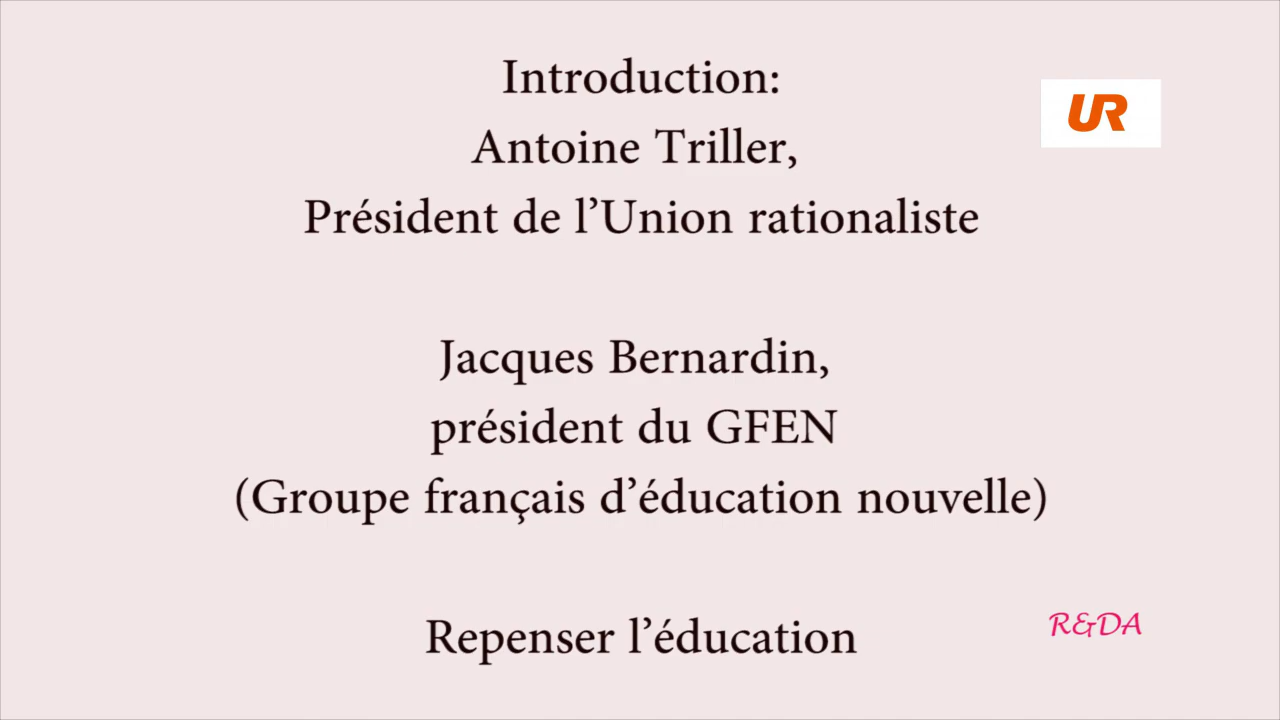 Introduction:
Antoine Triller,
Président de l’Union rationaliste
UR
Jacques Bernardin,
président du GFEN
(Groupe français d’éducation nouvelle)
Repenser l’éducation
R&DA